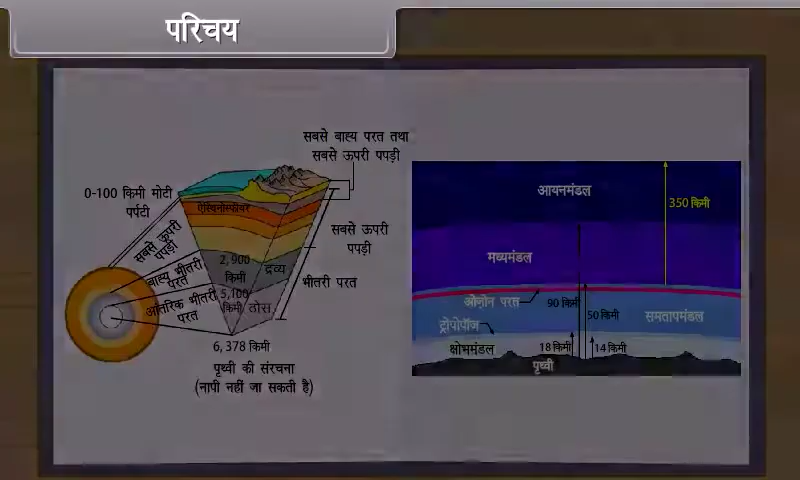 परिचय
सबसे बाह्य परत तथा
सबसे ऊपरी पपड़ी
0-100 किमी मोटी
पर्पटी
ऐस्थिनोस्फीयर
सबसे ऊपरी
पपड़ी
सबसे ऊपरी
पपड़ी
बाह्य भीतरी
परत
2,900
किमी
द्रव्य
भीतरी परत
आंतरिक भीतरी
परत
5,100
किमी
ठोस
6,378 किमी
पृथ्वी की संरचना
(नापी नहीं जा सकती है)
आयनमंडल
350 किमी
मध्यमंडल
ओज़ोन परत
90 किमी
50 किमी
समतापमंडल
ट्रोपोपॉज
क्षोभमंडल
18 किमी
14 किमी
पृथ्वी